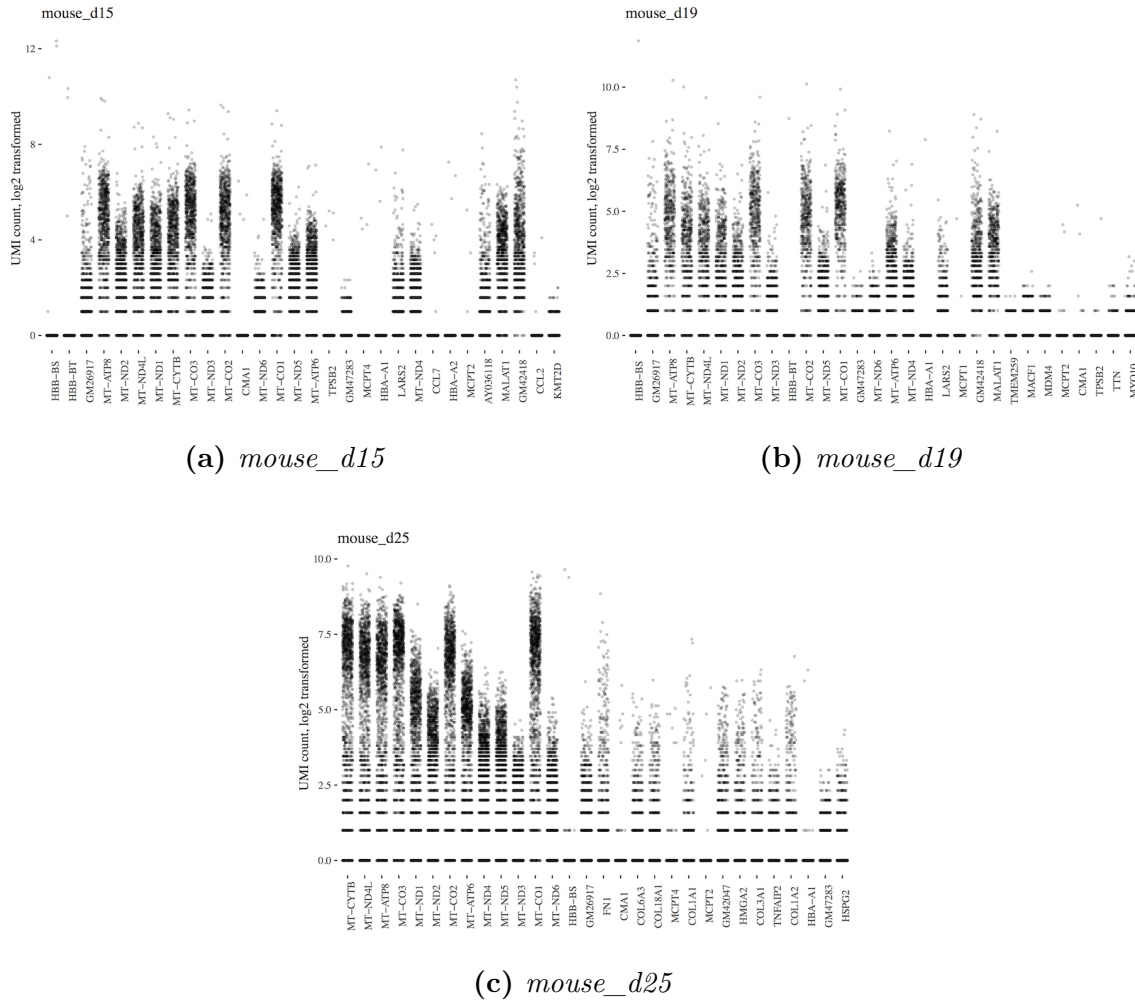 mouse_d15
UMI count, log2 transformed
12
8
4
0
HBB−BS
HBB−BT
GM26917
MT−ATP8
MT−ND2
MT−ND4L
MT−ND1
MT−CYTB
MT−CO3
MT−ND3
MT−CO2
CMA1
MT−ND6
MT−CO1
MT−ND5
MT−ATP6
TPSB2
GM47283
MCPT4
HBA−A1
LARS2
MT−ND4
CCL7
HBA−A2
MCPT2
AY036118
MALAT1
GM42418
CCL2
KMT2D
(a) mouse_d15
mouse_d19
UMI count, log2 transformed
10.0
7.5
5.0
2.5
0.0
HBB−BS
GM26917
MT−ATP8
MT−CYTB
MT−ND4L
MT−ND1
MT−ND2
MT−CO3
MT−ND3
HBB−BT
MT−CO2
MT−ND5
MT−CO1
GM47283
MT−ND6
MT−ATP6
MT−ND4
HBA−A1
LARS2
MCPT1
GM42418
MALAT1
TMEM259
MACF1
MDM4
MCPT2
CMA1
TPSB2
TTN
MYO10
(b) mouse_d19
mouse_d25
UMI count, log2 transformed
10.0
7.5
5.0
2.5
0.0
MT−CYTB
MT−ND4L
MT−ATP8
MT−CO3
MT−ND1
MT−ND2
MT−CO2
MT−ATP6
MT−ND4
MT−ND5
MT−ND3
MT−CO1
MT−ND6
HBB−BS
GM26917
FN1
CMA1
COL6A3
COL18A1
MCPT4
COL1A1
MCPT2
GM42047
HMGA2
COL3A1
TNFAIP2
COL1A2
HBA−A1
GM47283
HSPG2
(c) mouse_d25